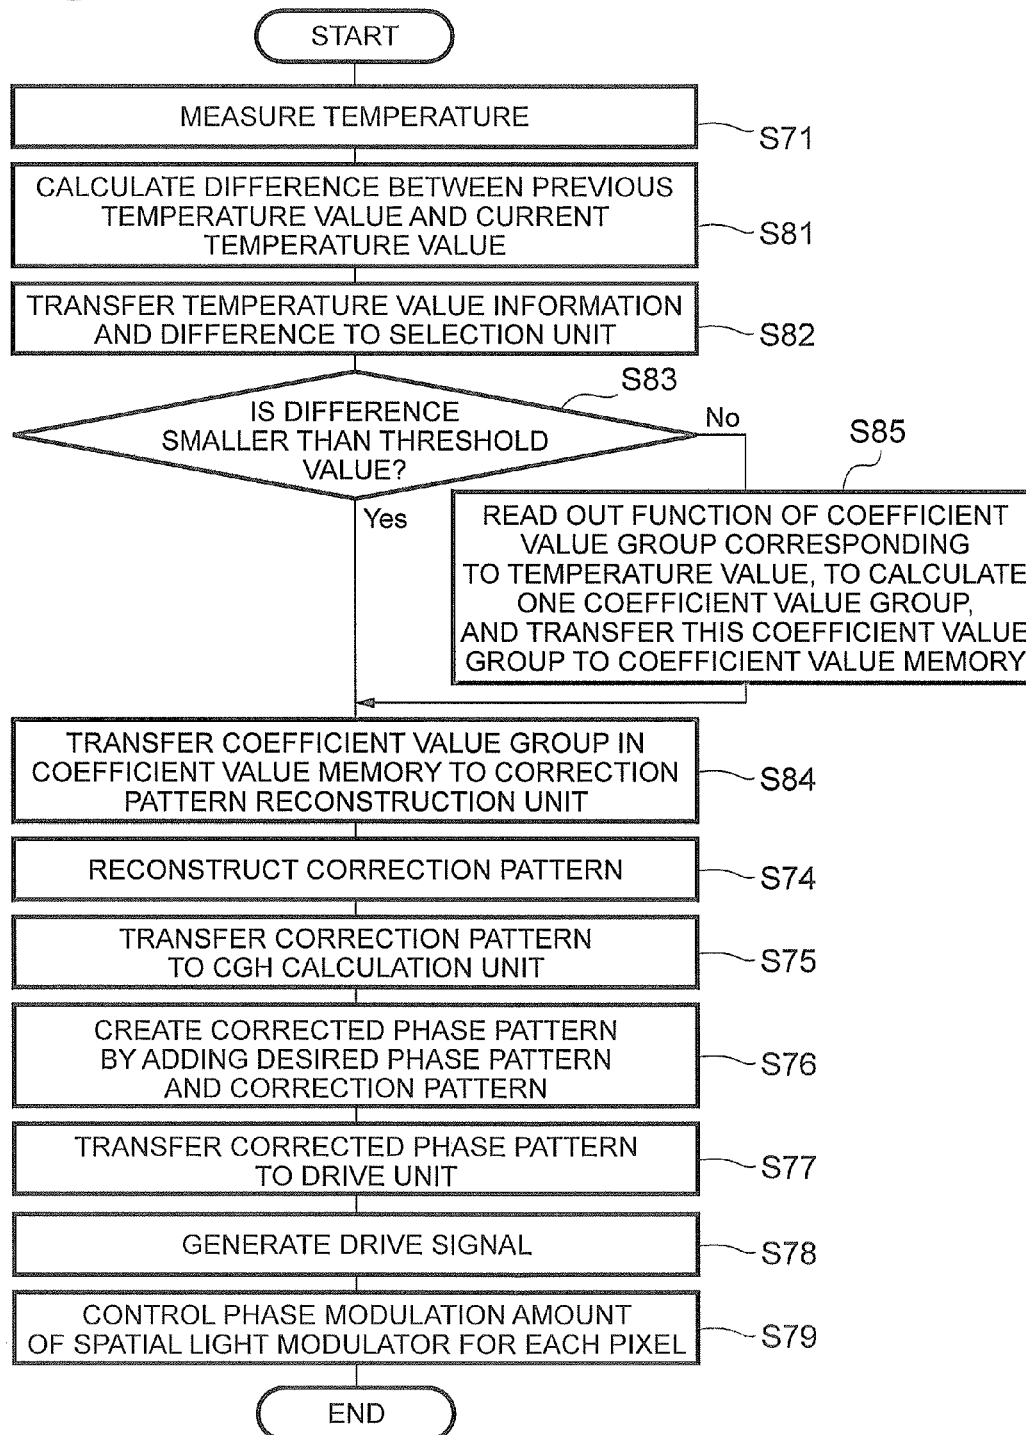 START
MEASURE TEMPERATURE
S71
CALCULATE DIFFERENCE BETWEEN PREVIOUS
TEMPERATURE VALUE AND CURRENT
TEMPERATURE VALUE
S81
TRANSFER TEMPERATURE VALUE INFORMATION
AND DIFFERENCE TO SELECTION UNIT
S82
S83
IS DIFFERENCE
SMALLER THAN THRESHOLD
VALUE?
No
Yes
S85
READ OUT FUNCTION OF COEFFICIENT
VALUE GROUP CORRESPONDING
TO TEMPERATURE VALUE, TO CALCULATE
ONE COEFFICIENT VALUE GROUP,
AND TRANSFER THIS COEFFICIENT VALUE
GROUP TO COEFFICIENT VALUE MEMORY
TRANSFER COEFFICIENT VALUE GROUP IN
COEFFICIENT VALUE MEMORY TO CORRECTION
PATTERN RECONSTRUCTION UNIT
S84
RECONSTRUCT CORRECTION PATTERN
S74
TRANSFER CORRECTION PATTERN
TO CGH CALCULATION UNIT
S75
CREATE CORRECTED PHASE PATTERN
BY ADDING DESIRED PHASE PATTERN
AND CORRECTION PATTERN
S76
TRANSFER CORRECTED PHASE PATTERN
TO DRIVE UNIT
S77
GENERATE DRIVE SIGNAL
S78
CONTROL PHASE MODULATION AMOUNT
OF SPATIAL LIGHT MODULATOR FOR EACH PIXEL
S79
END